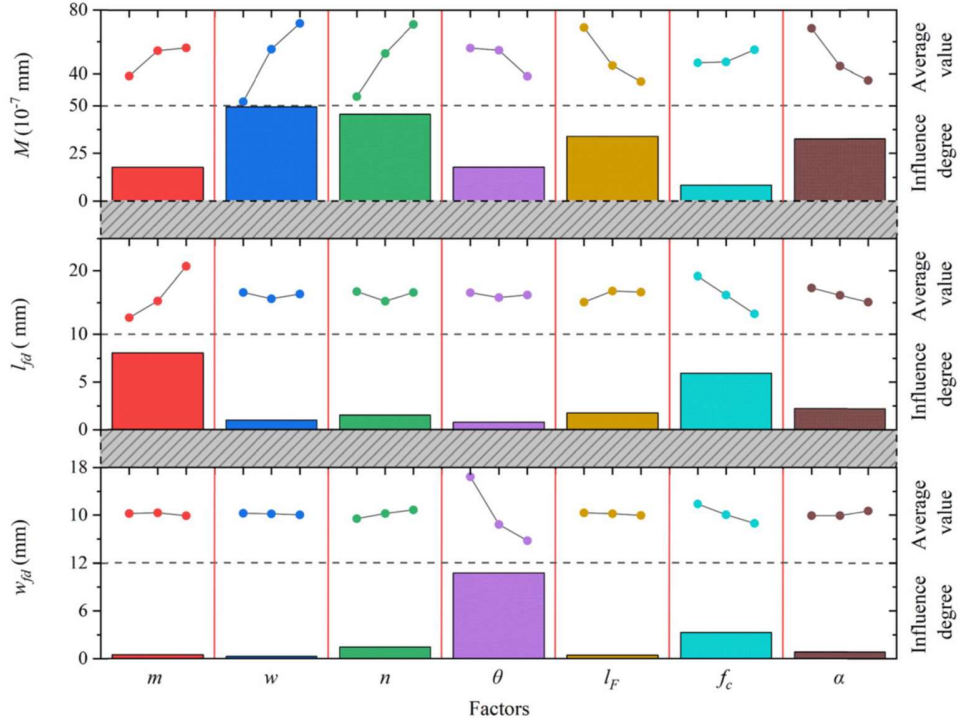 M (10⁻⁷ mm)
80
40
50
25
0
Average
value
Influence
degree
l_fd (mm)
20
10
5
0
Average
value
Influence
degree
w_fd (mm)
18
10
12
6
0
Average
value
Influence
degree
m w n θ l_F f_c α
Factors